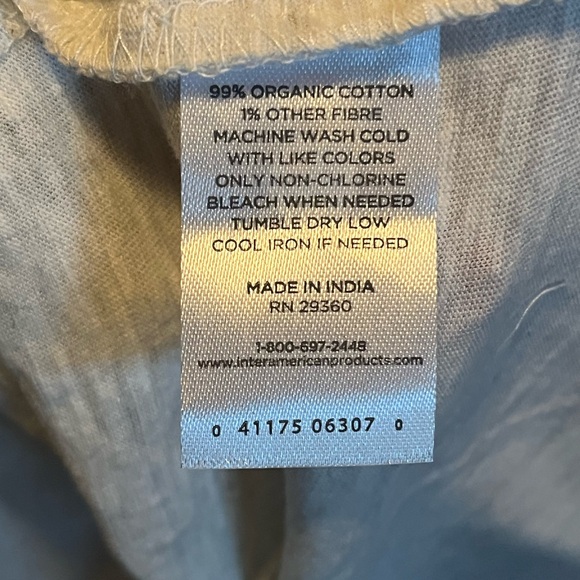 99% ORGANIC COTTON
1% OTHER FIBRE
MACHINE WASH COLD
WITH LIKE COLORS
ONLY NON-CHLORINE
BLEACH WHEN NEEDED
TUMBLE DRY LOW
COOL IRON IF NEEDED
MADE IN INDIA
RN 29360
1-800-697-2448
www.interamericanproducts.com
0 41175 06307 0